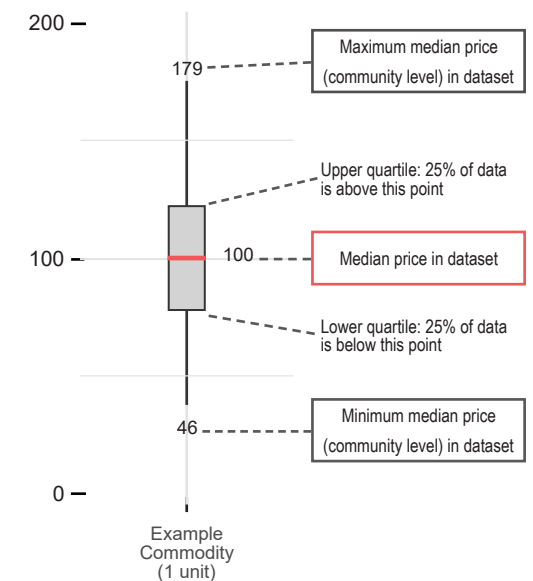 200
179
Maximum median price
(community level) in dataset
Upper quartile: 25% of data
is above this point
100
100
Median price in dataset
Lower quartile: 25% of data
is below this point
46
Minimum median price
(community level) in dataset
0
Example
Commodity
(1 unit)